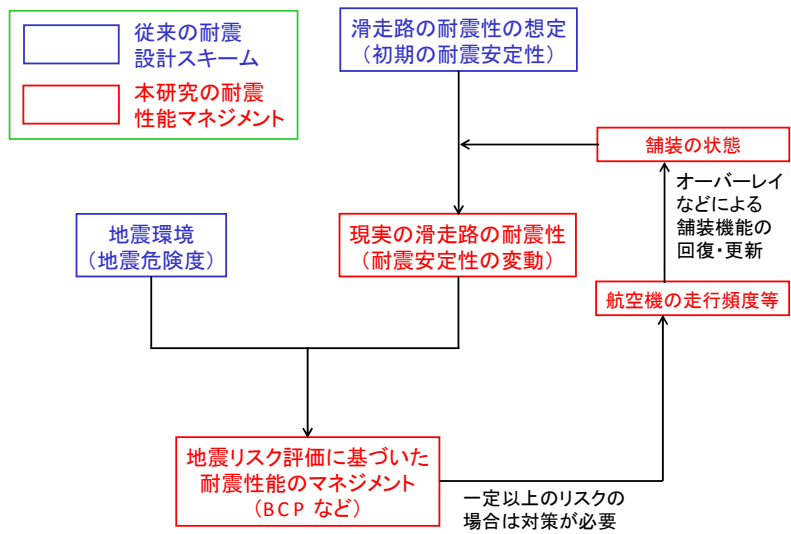 従来の耐震
設計スキーム
本研究の耐震
性能マネジメント
滑走路の耐震性の想定
（初期の耐震安定性）
舗装の状態
オーバーレイ
などによる
舗装機能の
回復・更新
地震環境
（地震危険度）
現実の滑走路の耐震性
（耐震安定性の変動）
航空機の走行頻度等
地震リスク評価に基づいた
耐震性能のマネジメント
（BCP など）
一定以上のリスクの
場合は対策が必要